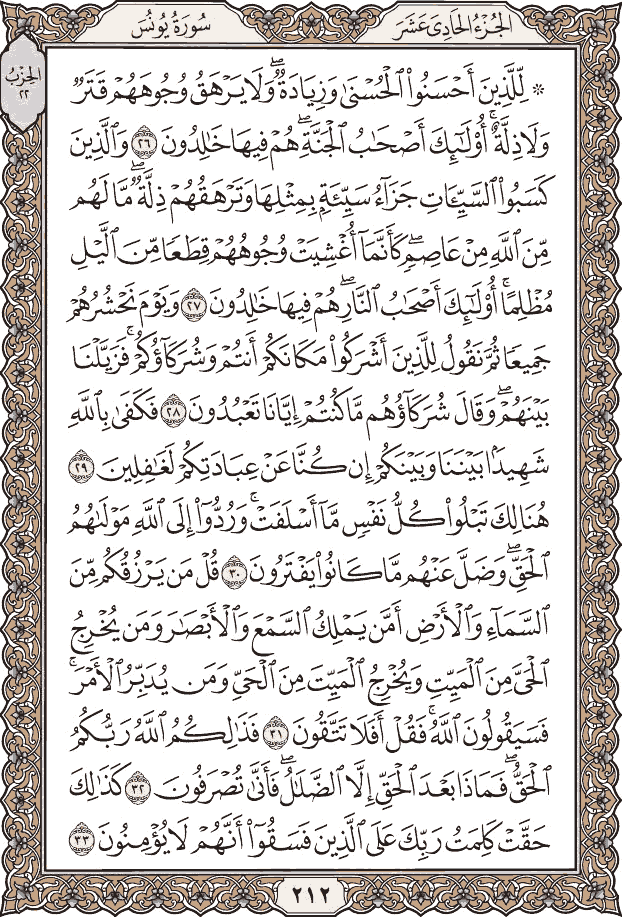 الجُزْءُ الحَادِي عَشَرَ
سُورَةُ يُونُسَ
الحِزْبُ
٢٢
۞ لِّلَّذِينَ أَحْسَنُوا۟ ٱلْحُسْنَىٰ وَزِيَادَةٌ ۖ وَلَا يَرْهَقُ وُجُوهَهُمْ قَتَرٌ
وَلَا ذِلَّةٌ ۚ أُو۟لَـٰٓئِكَ أَصْحَـٰبُ ٱلْجَنَّةِ ۖ هُمْ فِيهَا خَـٰلِدُونَ ٢٦ وَٱلَّذِينَ
كَسَبُوا۟ ٱلسَّيِّـَٔاتِ جَزَآءُ سَيِّئَةٍۭ بِمِثْلِهَا وَتَرْهَقُهُمْ ذِلَّةٌ ۖ مَّا لَهُم
مِّنَ ٱللَّهِ مِنْ عَاصِمٍ ۖ كَأَنَّمَآ أُغْشِيَتْ وُجُوهُهُمْ قِطَعًا مِّنَ ٱلَّيْلِ
مُظْلِمًا ۚ أُو۟لَـٰٓئِكَ أَصْحَـٰبُ ٱلنَّارِ ۖ هُمْ فِيهَا خَـٰلِدُونَ ٢٧ وَيَوْمَ نَحْشُرُهُمْ
جَمِيعًا ثُمَّ نَقُولُ لِلَّذِينَ أَشْرَكُوا۟ مَكَانَكُمْ أَنتُمْ وَشُرَكَآؤُكُمْ ۚ فَزَيَّلْنَا
بَيْنَهُمْ ۖ وَقَالَ شُرَكَآؤُهُم مَّا كُنتُمْ إِيَّانَا تَعْبُدُونَ ٢٨ فَكَفَىٰ بِٱللَّهِ
شَهِيدًۢا بَيْنَنَا وَبَيْنَكُمْ إِن كُنَّا عَنْ عِبَادَتِكُمْ لَغَـٰفِلِينَ ٢٩
هُنَالِكَ تَبْلُوا۟ كُلُّ نَفْسٍ مَّآ أَسْلَفَتْ ۚ وَرُدُّوٓا۟ إِلَى ٱللَّهِ مَوْلَىٰهُمُ
ٱلْحَقِّ ۖ وَضَلَّ عَنْهُم مَّا كَانُوا۟ يَفْتَرُونَ ٣٠ قُلْ مَن يَرْزُقُكُم مِّنَ
ٱلسَّمَآءِ وَٱلْأَرْضِ أَمَّن يَمْلِكُ ٱلسَّمْعَ وَٱلْأَبْصَـٰرَ وَمَن يُخْرِجُ
ٱلْحَىَّ مِنَ ٱلْمَيِّتِ وَيُخْرِجُ ٱلْمَيِّتَ مِنَ ٱلْحَىِّ وَمَن يُدَبِّرُ ٱلْأَمْرَ ۚ
فَسَيَقُولُونَ ٱللَّهُ ۚ فَقُلْ أَفَلَا تَتَّقُونَ ٣١ فَذَٰلِكُمُ ٱللَّهُ رَبُّكُمُ
ٱلْحَقُّ ۖ فَمَاذَا بَعْدَ ٱلْحَقِّ إِلَّا ٱلضَّلَـٰلُ ۖ فَأَنَّىٰ تُصْرَفُونَ ٣٢ كَذَٰلِكَ
حَقَّتْ كَلِمَتُ رَبِّكَ عَلَى ٱلَّذِينَ فَسَقُوٓا۟ أَنَّهُمْ لَا يُؤْمِنُونَ ٣٣
٢١٢